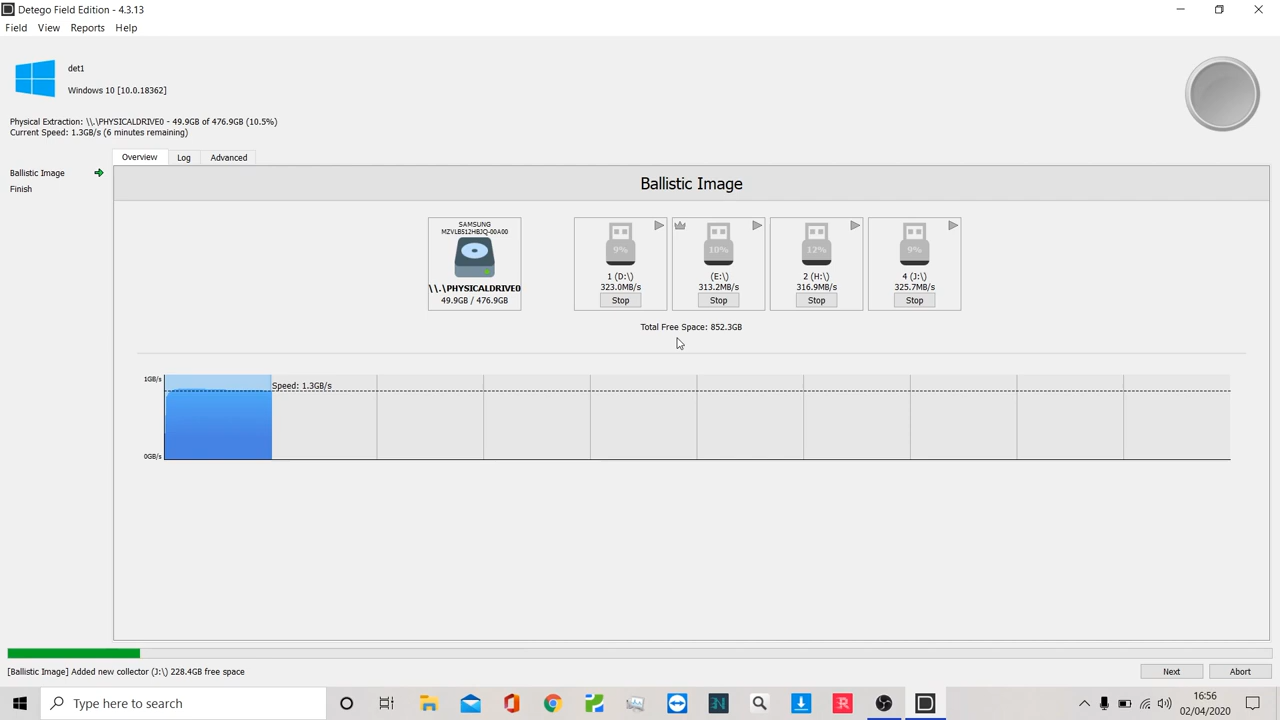 Detego Field Edition - 4.3.13
Field View Reports Help
det1
Windows 10 [10.0.18362]
Physical Extraction: \\.\PHYSICALDRIVE0 - 49.9GB of 476.9GB (10.5%)
Current Speed: 1.3GB/s (6 minutes remaining)
Overview Log Advanced
Ballistic Image
Finish
Ballistic Image
SAMSUNG
MZVLB512HBJQ-00A00
\\.\PHYSICALDRIVE0
49.9GB / 476.9GB
9%
1 (D:\)
323.0MB/s
Stop
10%
(E:\)
313.2MB/s
Stop
12%
2 (H:\)
316.9MB/s
Stop
9%
4 (J:\)
325.7MB/s
Stop
Total Free Space: 852.3GB
1GB/s
Speed: 1.3GB/s
0GB/s
[Ballistic Image] Added new collector (J:\) 228.4GB free space
Next Abort
Type here to search
16:56
02/04/2020